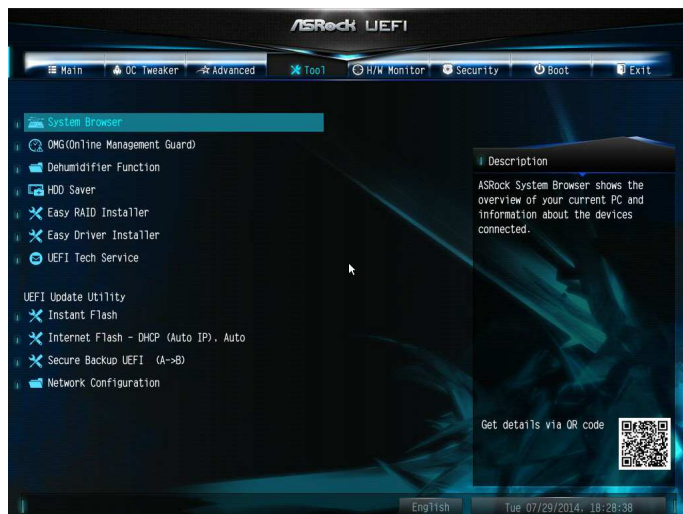 ASRock UEFI
Main OC Tweaker Advanced Tool H/W Monitor Security Boot Exit
System Browser
OMG(Online Management Guard)
Dehumidifier Function
HDD Saver
Easy RAID Installer
Easy Driver Installer
UEFI Tech Service
UEFI Update Utility
Instant Flash
Internet Flash - DHCP (Auto IP). Auto
Secure Backup UEFI (A->B)
Network Configuration
Description
ASRock System Browser shows the
overview of your current PC and
information about the devices
connected.
Get details via QR code
English
Tue 07/29/2014. 18:28:38